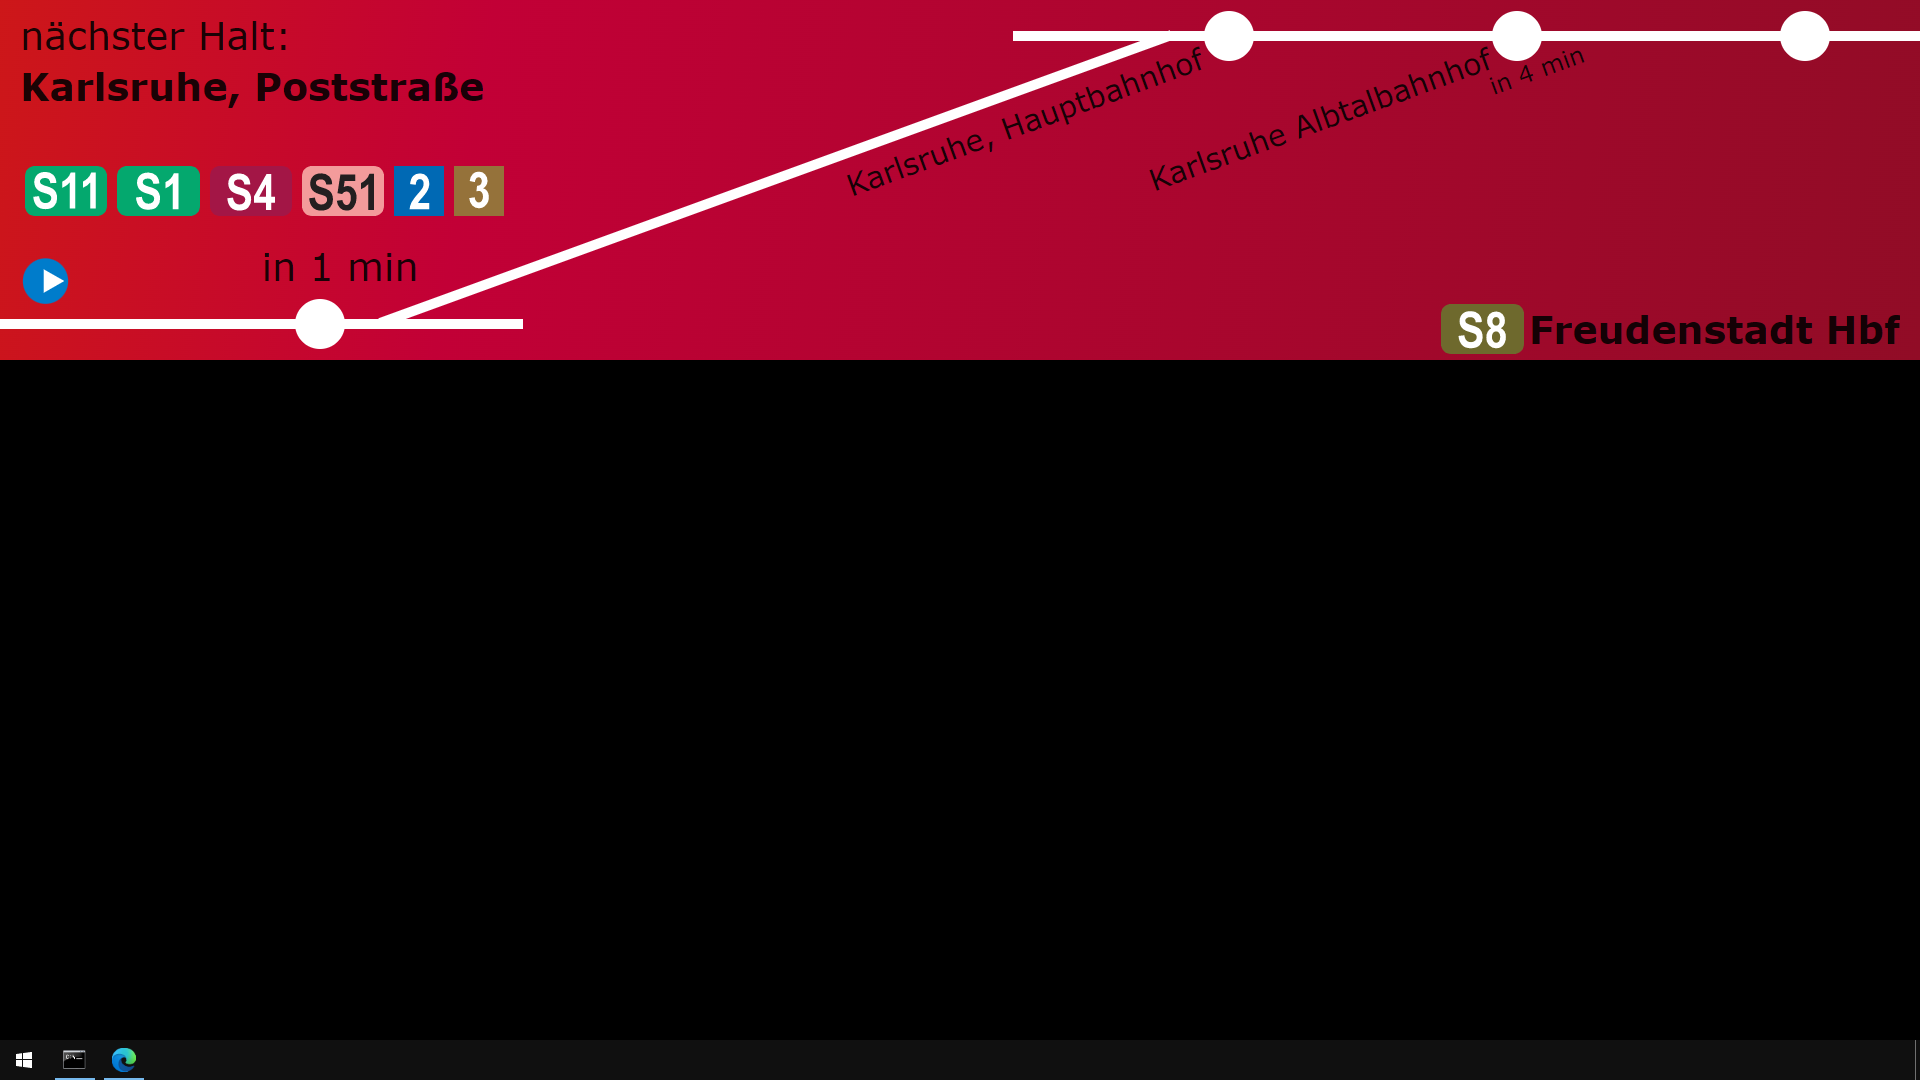 nächster Halt:
Karlsruhe, Poststraße
S11 S1 S4 S51 2 3
in 1 min
Karlsruhe, Hauptbahnhof
Karlsruhe Albtalbahnhof
in 4 min
S8 Freudenstadt Hbf